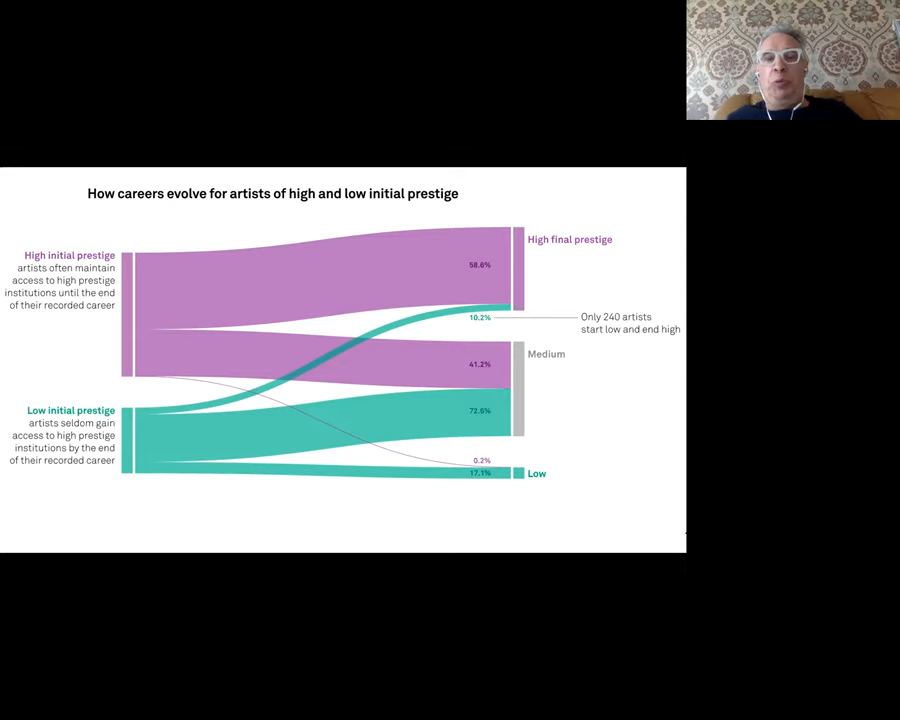 How careers evolve for artists of high and low initial prestige
High initial prestige
artists often maintain
access to high prestige
institutions until the end
of their recorded career
Low initial prestige
artists seldom gain
access to high prestige
institutions by the end
of their recorded career
58.6%
10.2%
41.2%
72.6%
0.2%
17.1%
High final prestige
Only 240 artists
start low and end high
Medium
Low